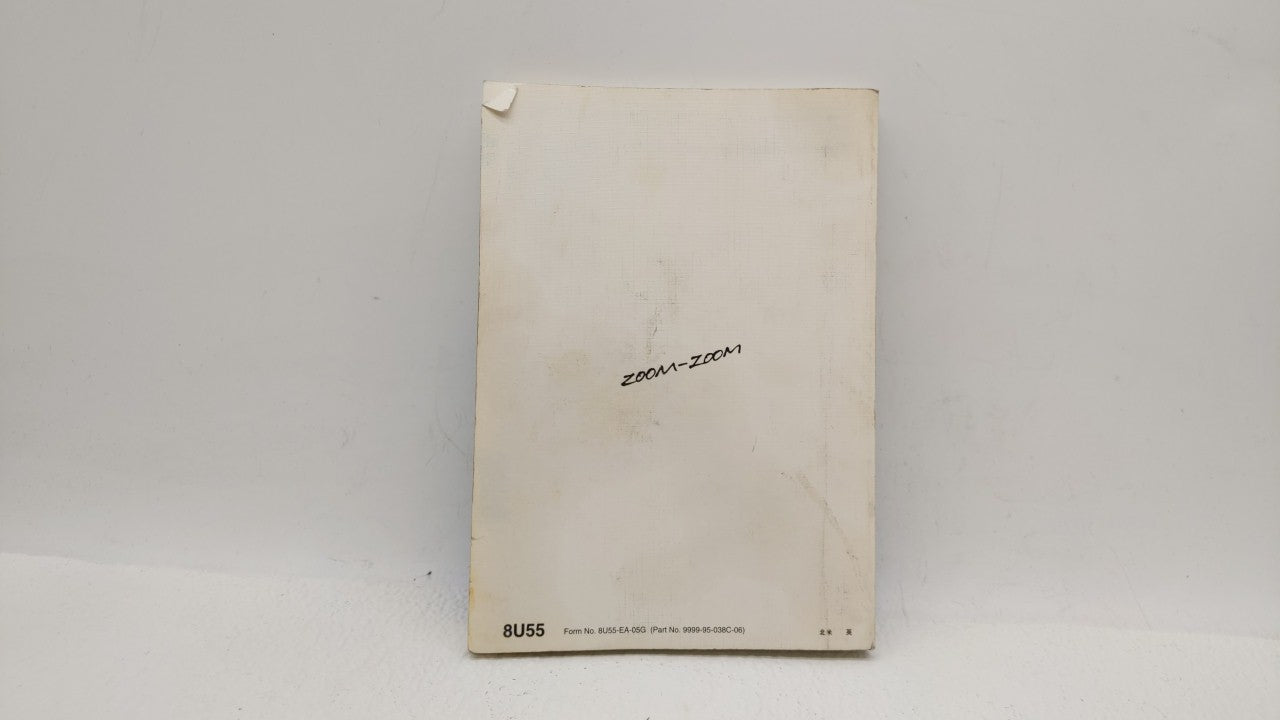 ZOOM-ZOOM
8U55 Form No. 8U55-EA-05G (Part No. 9999-95-038C-06) 北米 英